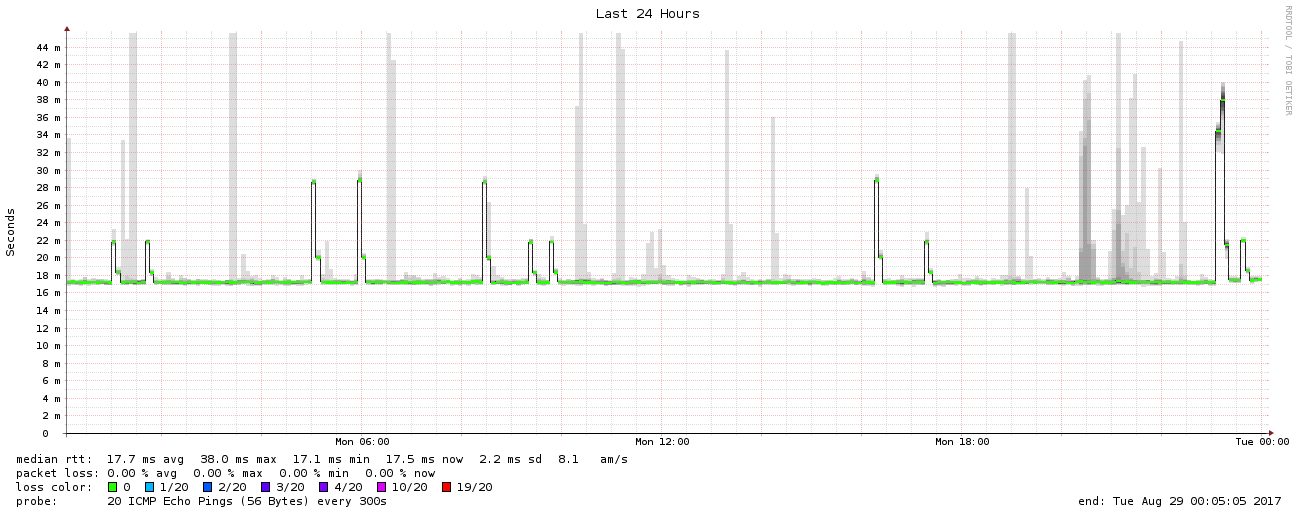 Last 24 Hours
RRDTOOL / TOBI OETIKER
Seconds
44 m
42 m
40 m
38 m
36 m
34 m
32 m
30 m
28 m
26 m
24 m
22 m
20 m
18 m
16 m
14 m
12 m
10 m
8 m
6 m
4 m
2 m
0
Mon 06:00 Mon 12:00 Mon 18:00 Tue 00:00
median rtt: 17.7 ms avg 38.0 ms max 17.1 ms min 17.5 ms now 2.2 ms sd 8.1 am/s
packet loss: 0.00 % avg 0.00 % max 0.00 % min 0.00 % now
loss color: 0 1/20 2/20 3/20 4/20 10/20 19/20
probe: 20 ICMP Echo Pings (56 Bytes) every 300s end: Tue Aug 29 00:05:05 2017